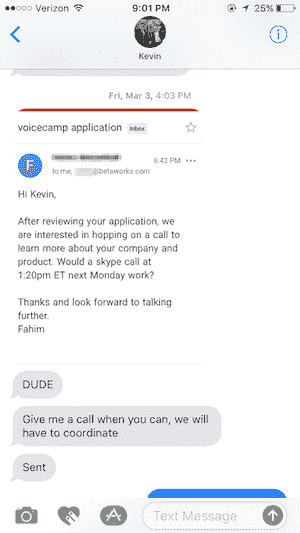 Verizon 9:01 PM 25%
Kevin
Fri, Mar 3, 4:03 PM
voicecamp application Inbox
F
6:42 PM
to me, @betaworks.com
Hi Kevin,
After reviewing your application, we
are interested in hopping on a call to
learn more about your company and
product. Would a skype call at
1:20pm ET next Monday work?
Thanks and look forward to talking
further.
Fahim
DUDE
Give me a call when you can, we will
have to coordinate
Sent
Text Message